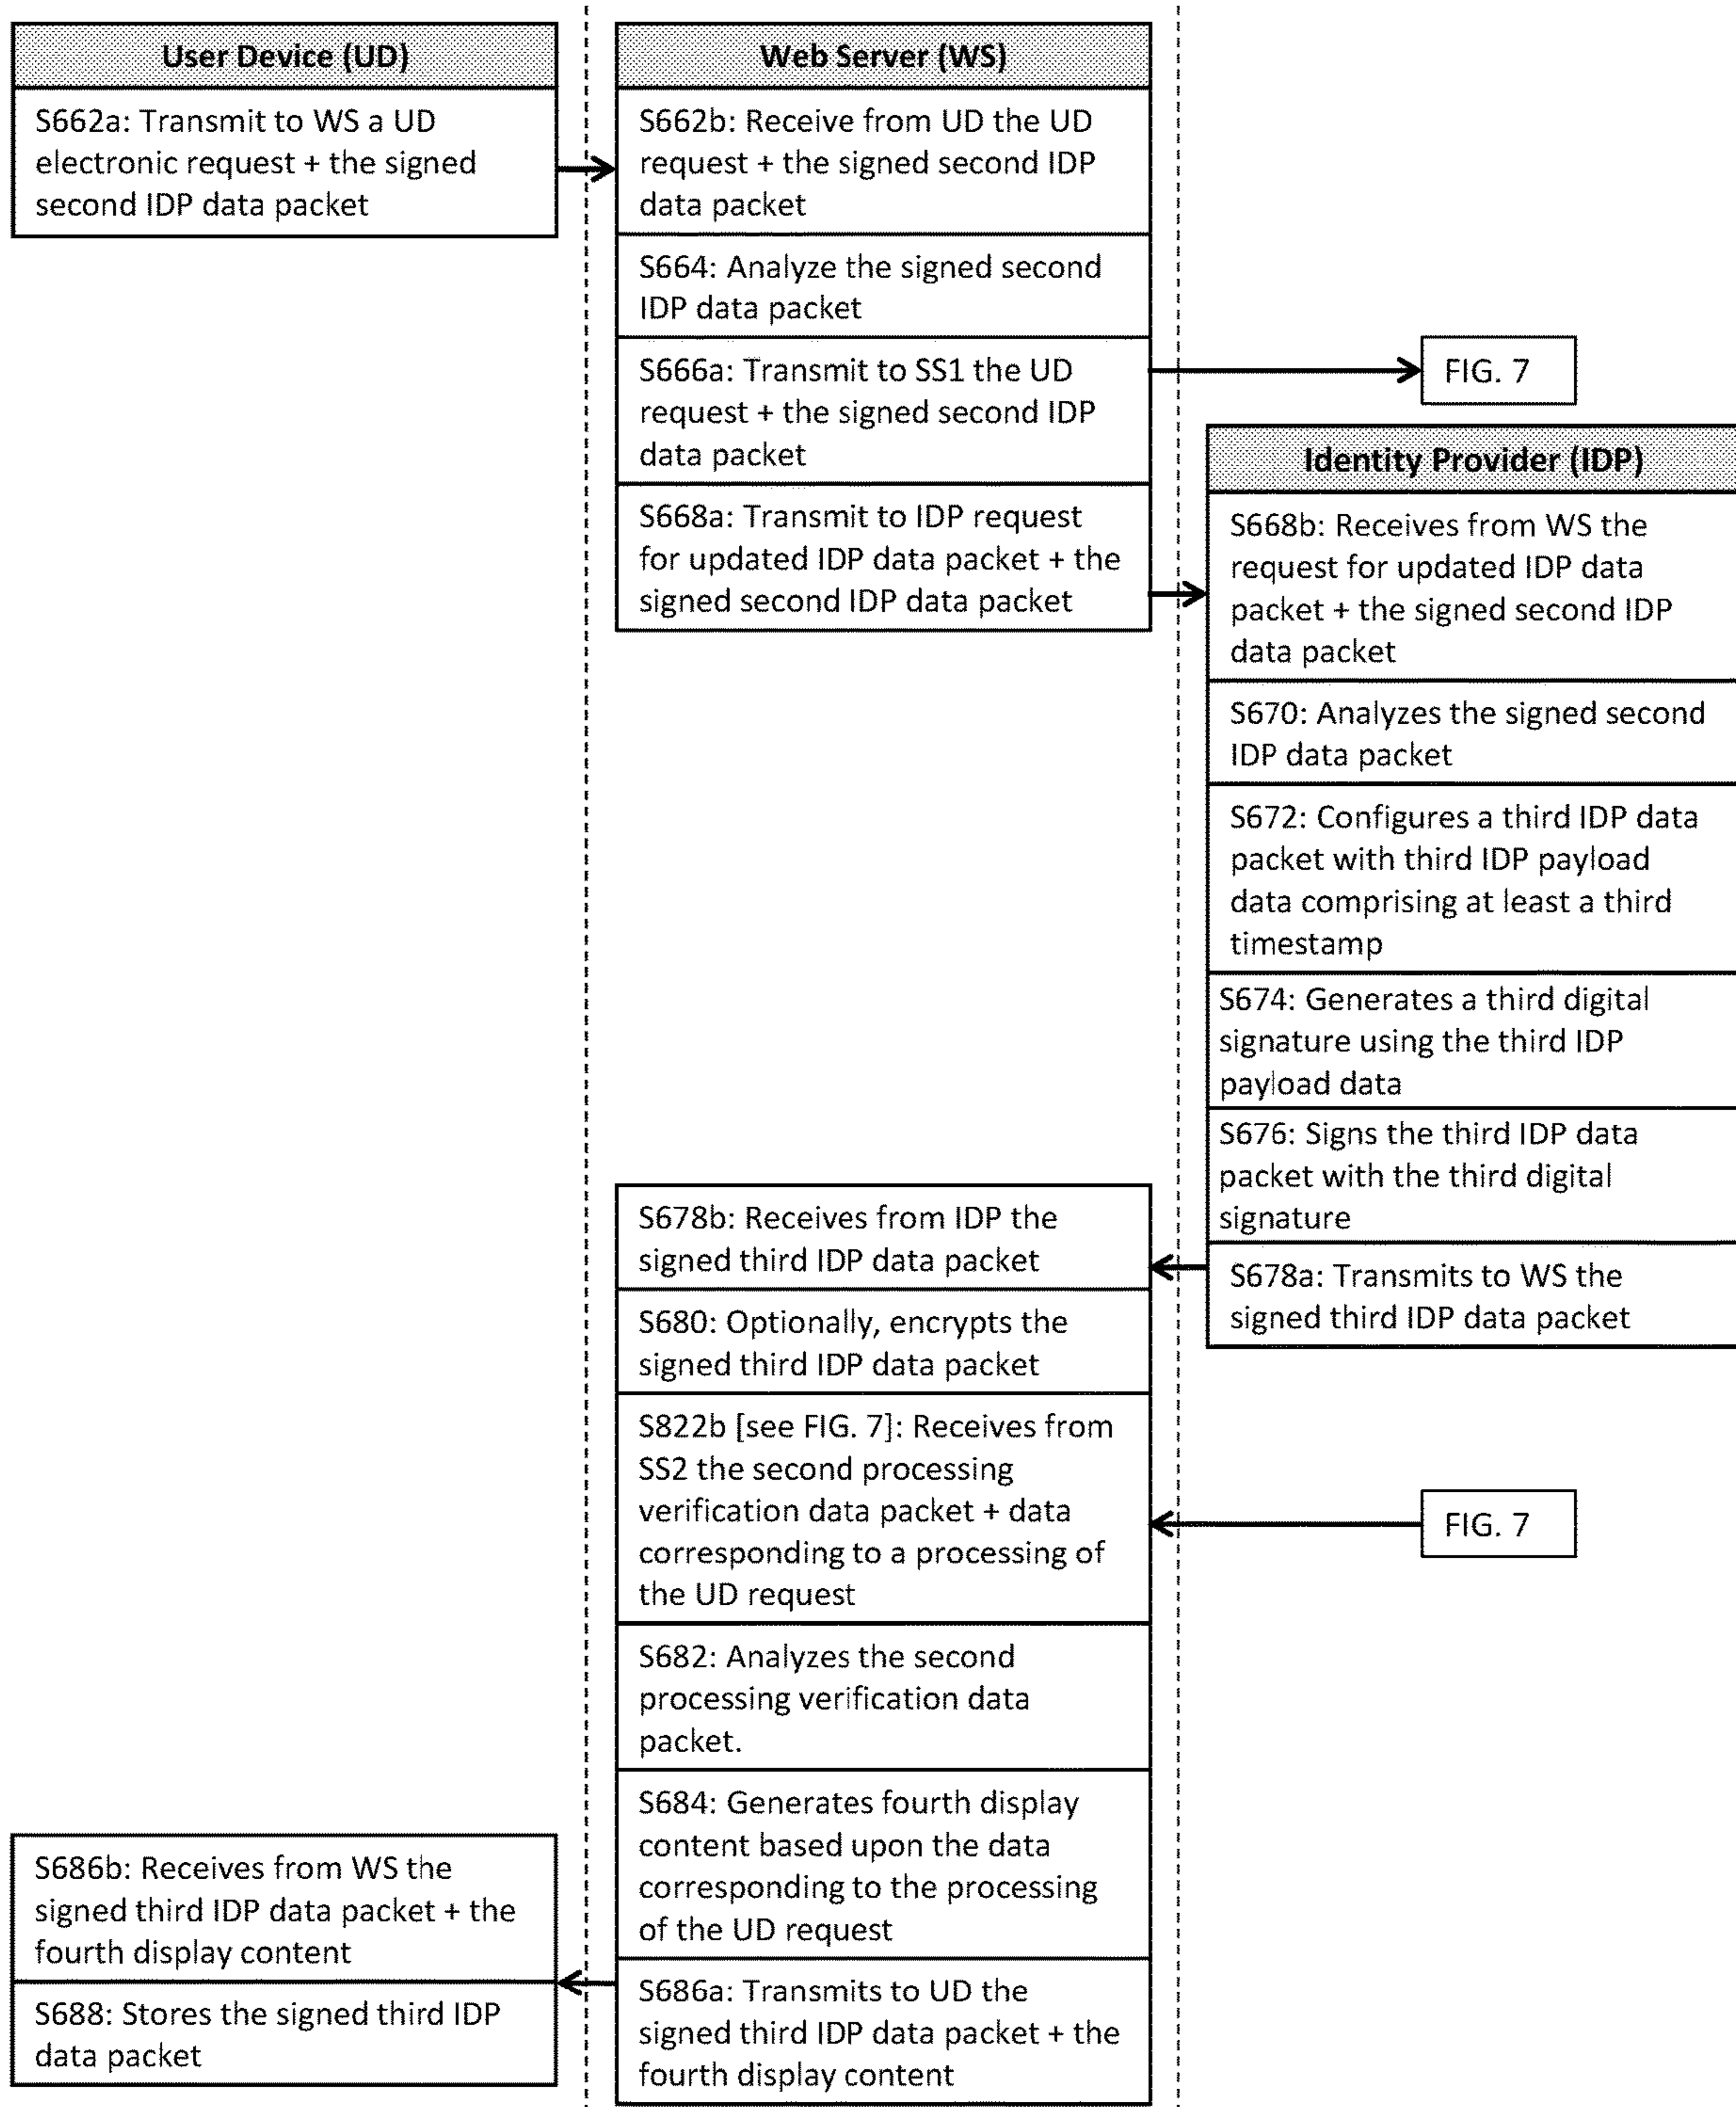 User Device (UD)
S662a: Transmit to WS a UD
electronic request + the signed
second IDP data packet
Web Server (WS)
S662b: Receive from UD the UD
request + the signed second IDP
data packet
S664: Analyze the signed second
IDP data packet
S666a: Transmit to SS1 the UD
request + the signed second IDP
data packet
FIG. 7
S668a: Transmit to IDP request
for updated IDP data packet + the
signed second IDP data packet
Identity Provider (IDP)
S668b: Receives from WS the
request for updated IDP data
packet + the signed second IDP
data packet
S670: Analyzes the signed second
IDP data packet
S672: Configures a third IDP data
packet with third IDP payload
data comprising at least a third
timestamp
S674: Generates a third digital
signature using the third IDP
payload data
S676: Signs the third IDP data
packet with the third digital
signature
S678a: Transmits to WS the
signed third IDP data packet
S678b: Receives from IDP the
signed third IDP data packet
S680: Optionally, encrypts the
signed third IDP data packet
S822b [see FIG. 7]: Receives from
SS2 the second processing
verification data packet + data
corresponding to a processing of
the UD request
FIG. 7
S682: Analyzes the second
processing verification data
packet.
S684: Generates fourth display
content based upon the data
corresponding to the processing
of the UD request
S686a: Transmits to UD the
signed third IDP data packet + the
fourth display content
S686b: Receives from WS the
signed third IDP data packet + the
fourth display content
S688: Stores the signed third IDP
data packet